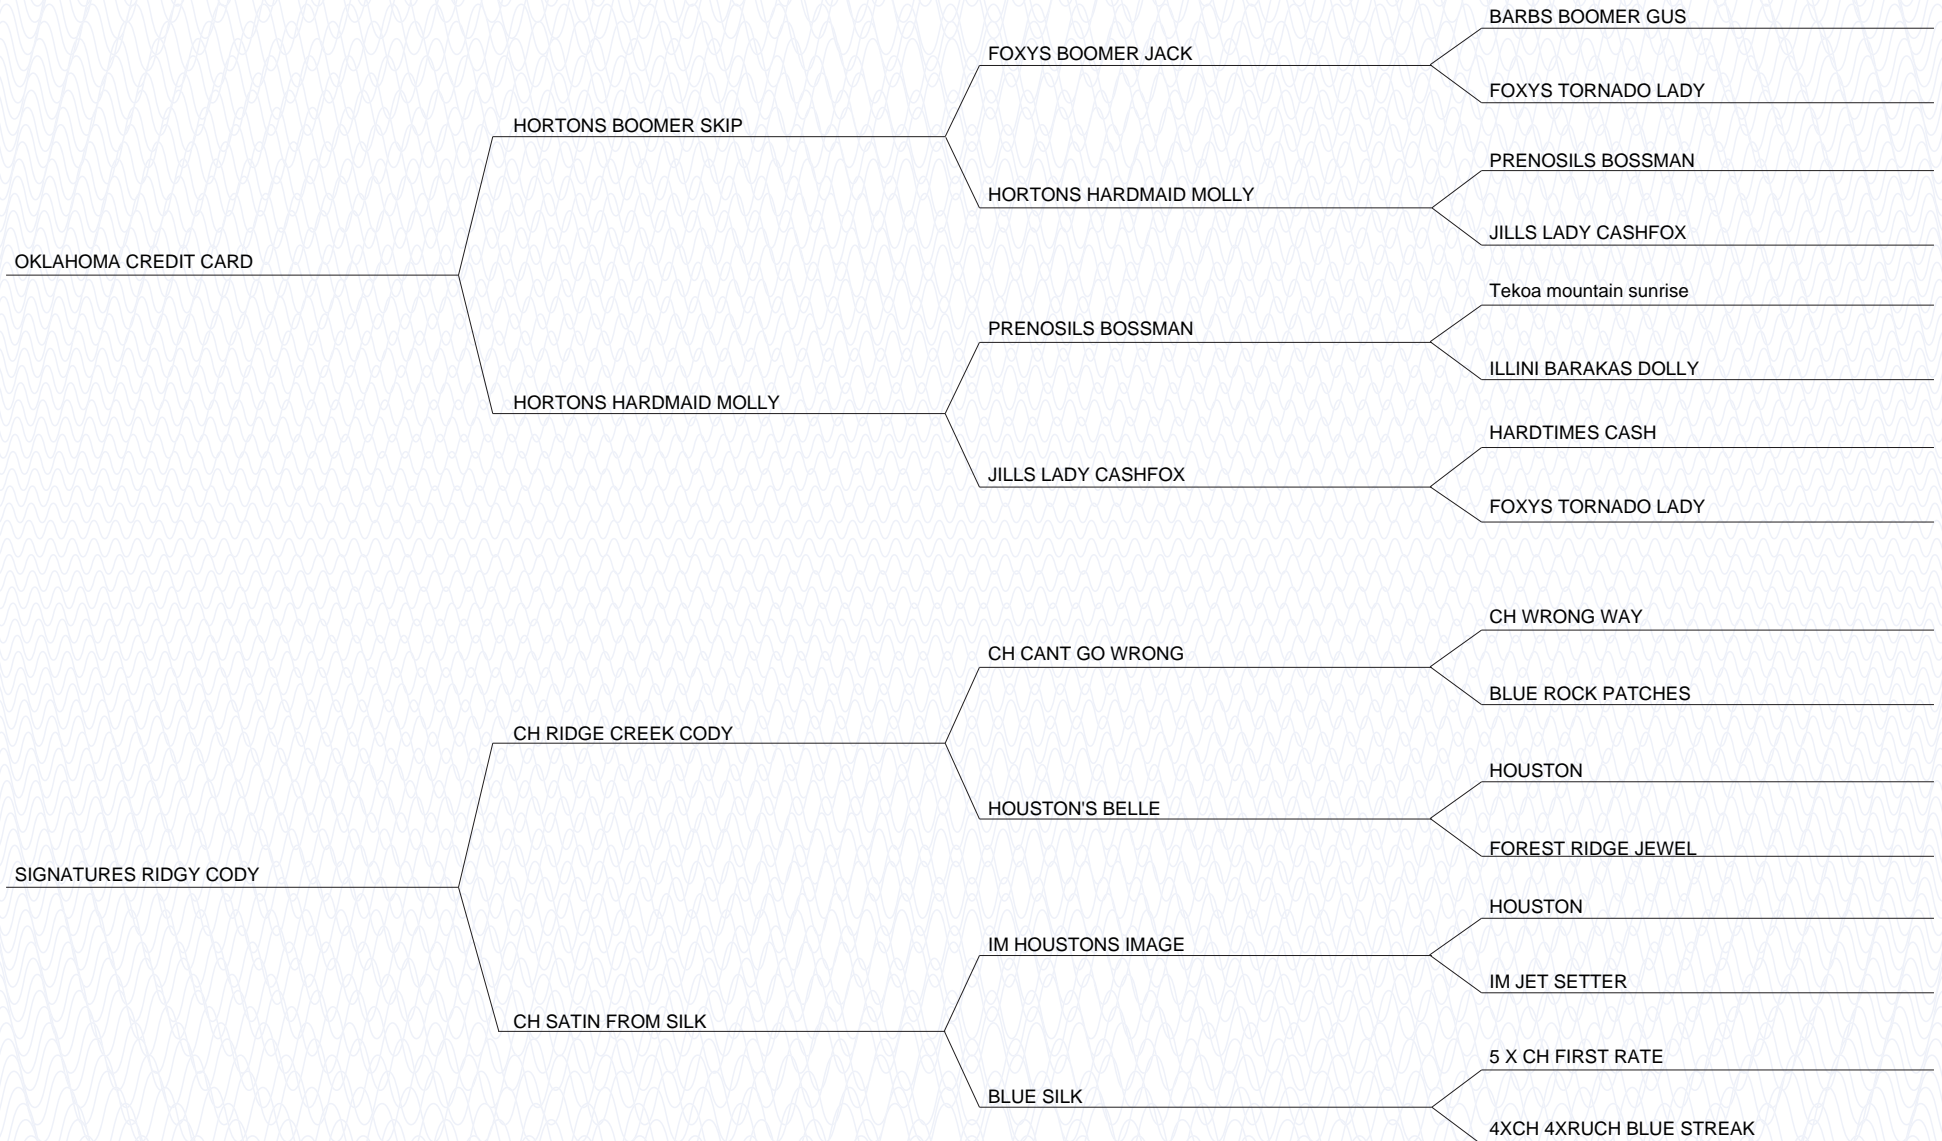 BARBS BOOMER GUS
FOXYS BOOMER JACK
FOXYS TORNADO LADY
HORTONS BOOMER SKIP
PRENOSILS BOSSMAN
HORTONS HARDMAID MOLLY
JILLS LADY CASHFOX
OKLAHOMA CREDIT CARD
Tekoa mountain sunrise
PRENOSILS BOSSMAN
ILLINI BARAKAS DOLLY
HORTONS HARDMAID MOLLY
HARDTIMES CASH
JILLS LADY CASHFOX
FOXYS TORNADO LADY
CH WRONG WAY
CH CANT GO WRONG
BLUE ROCK PATCHES
CH RIDGE CREEK CODY
HOUSTON
HOUSTON'S BELLE
FOREST RIDGE JEWEL
SIGNATURES RIDGY CODY
HOUSTON
IM HOUSTONS IMAGE
IM JET SETTER
CH SATIN FROM SILK
5 X CH FIRST RATE
BLUE SILK
4XCH 4XRUCH BLUE STREAK